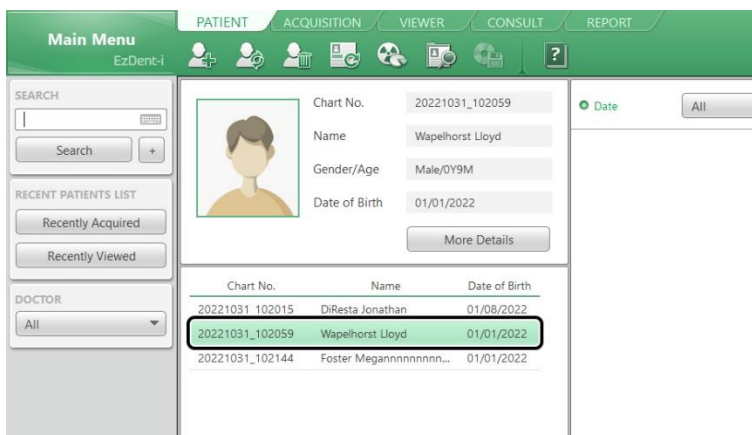 Main Menu
EzDent-i
PATIENT ACQUISITION VIEWER CONSULT REPORT
?
SEARCH
Search +
RECENT PATIENTS LIST
Recently Acquired
Recently Viewed
DOCTOR
All
Chart No. 20221031_102059
Name Wapelhorst Lloyd
Gender/Age Male/0Y9M
Date of Birth 01/01/2022
More Details
Chart No. Name Date of Birth
20221031_102015 DiResta Jonathan 01/08/2022
20221031_102059 Wapelhorst Lloyd 01/01/2022
20221031_102144 Foster Megannnnnnnnn... 01/01/2022
Date All